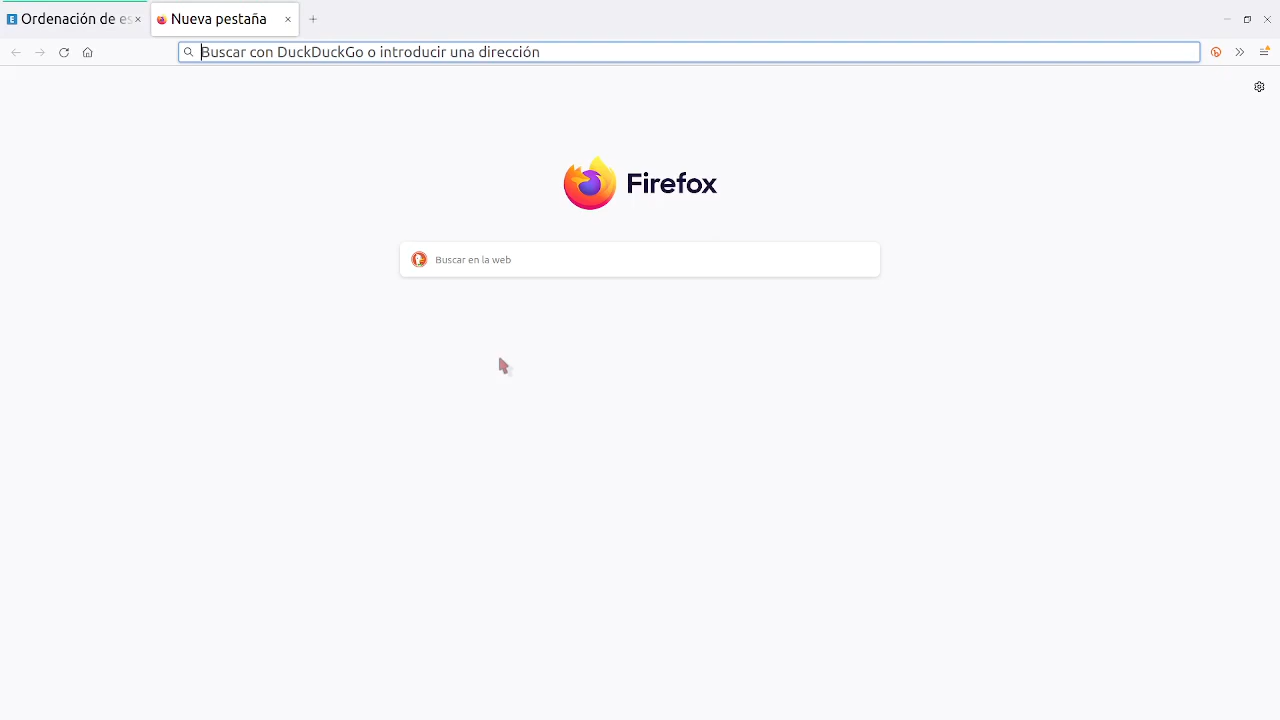 Ordenación de es
Nueva pestaña
Buscar con DuckDuckGo o introducir una dirección
Firefox
Buscar en la web